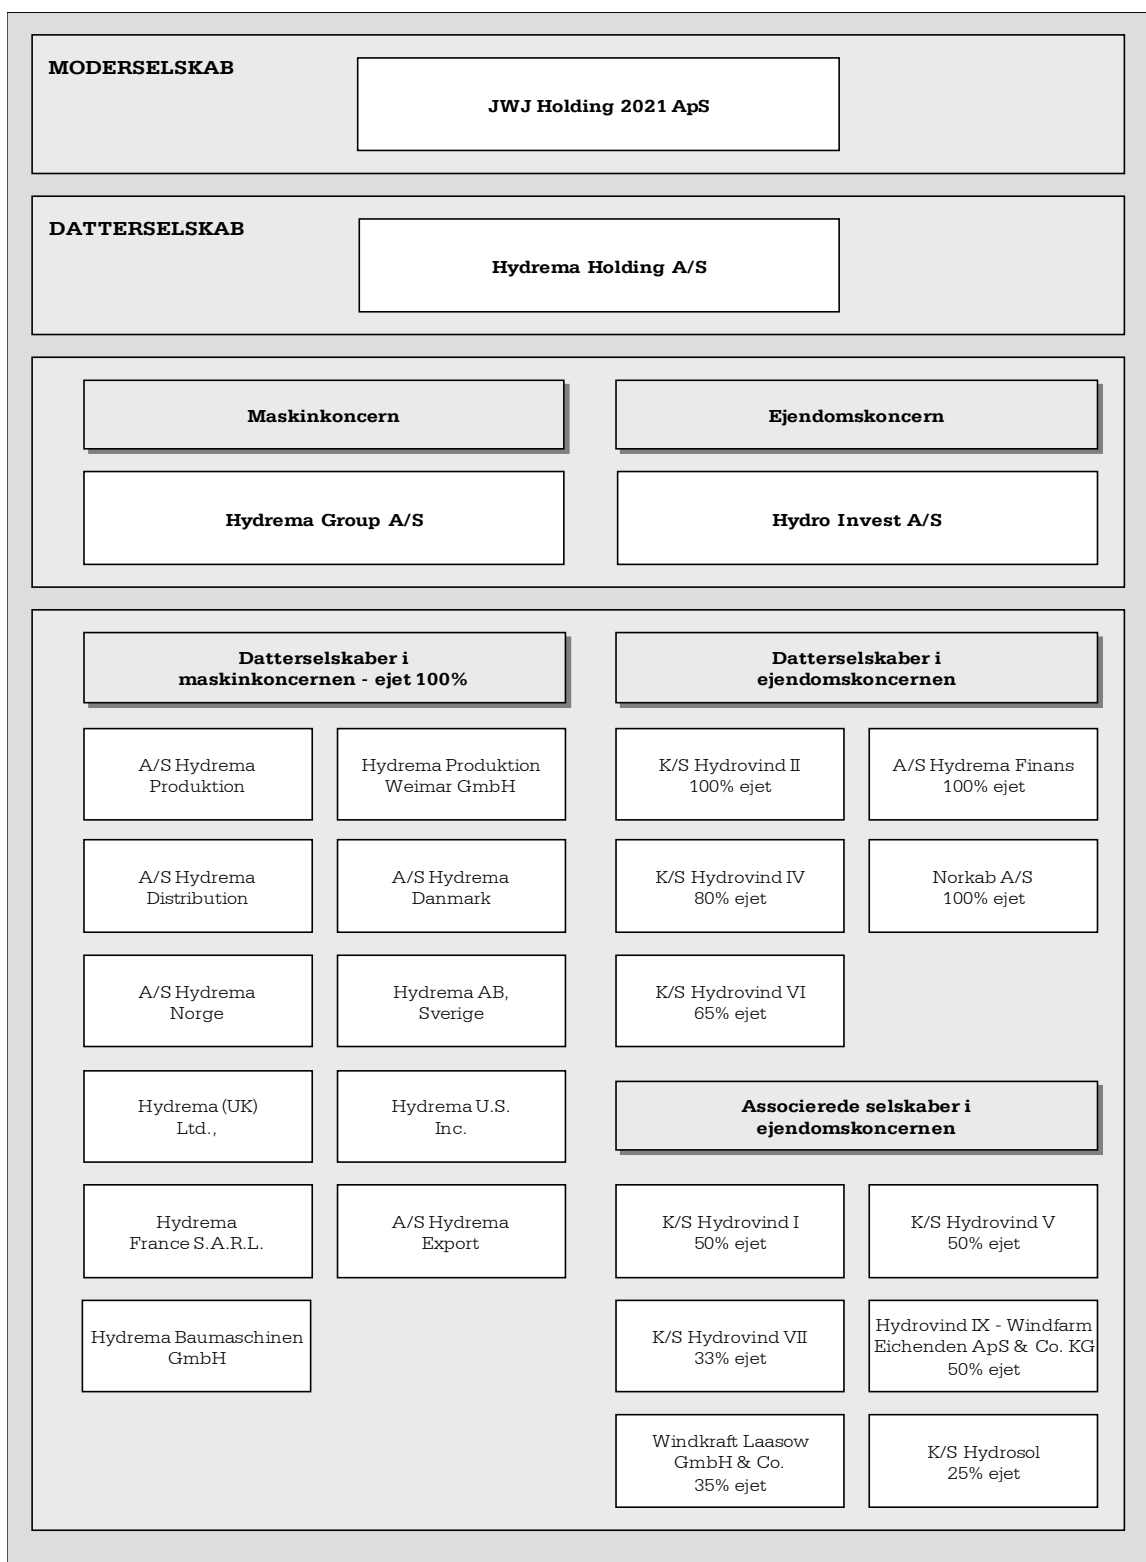 MODERSELSKAB
JWJ Holding 2021 ApS
DATTERSELSKAB
Hydrema Holding A/S
Maskinkoncern
Ejendomskoncern
Hydrema Group A/S
Hydro Invest A/S
Datterselskaber i
maskinkoncernen - ejet 100%
A/S Hydrema
Produktion
Hydrema Produktion
Weimar GmbH
A/S Hydrema
Distribution
A/S Hydrema
Danmark
A/S Hydrema
Norge
Hydrema AB,
Sverige
Hydrema (UK)
Ltd.,
Hydrema U.S.
Inc.
Hydrema
France S.A.R.L.
A/S Hydrema
Export
Hydrema Baumaschinen
GmbH
Datterselskaber i
ejendomskoncernen
K/S Hydrovind II
100% ejet
A/S Hydrema Finans
100% ejet
K/S Hydrovind IV
80% ejet
Norkab A/S
100% ejet
K/S Hydrovind VI
65% ejet
Associerede selskaber i
ejendomskoncernen
K/S Hydrovind I
50% ejet
K/S Hydrovind V
50% ejet
K/S Hydrovind VII
33% ejet
Hydrovind IX - Windfarm
Eichenden ApS & Co. KG
50% ejet
Windkraft Laasow
GmbH & Co.
35% ejet
K/S Hydrosol
25% ejet